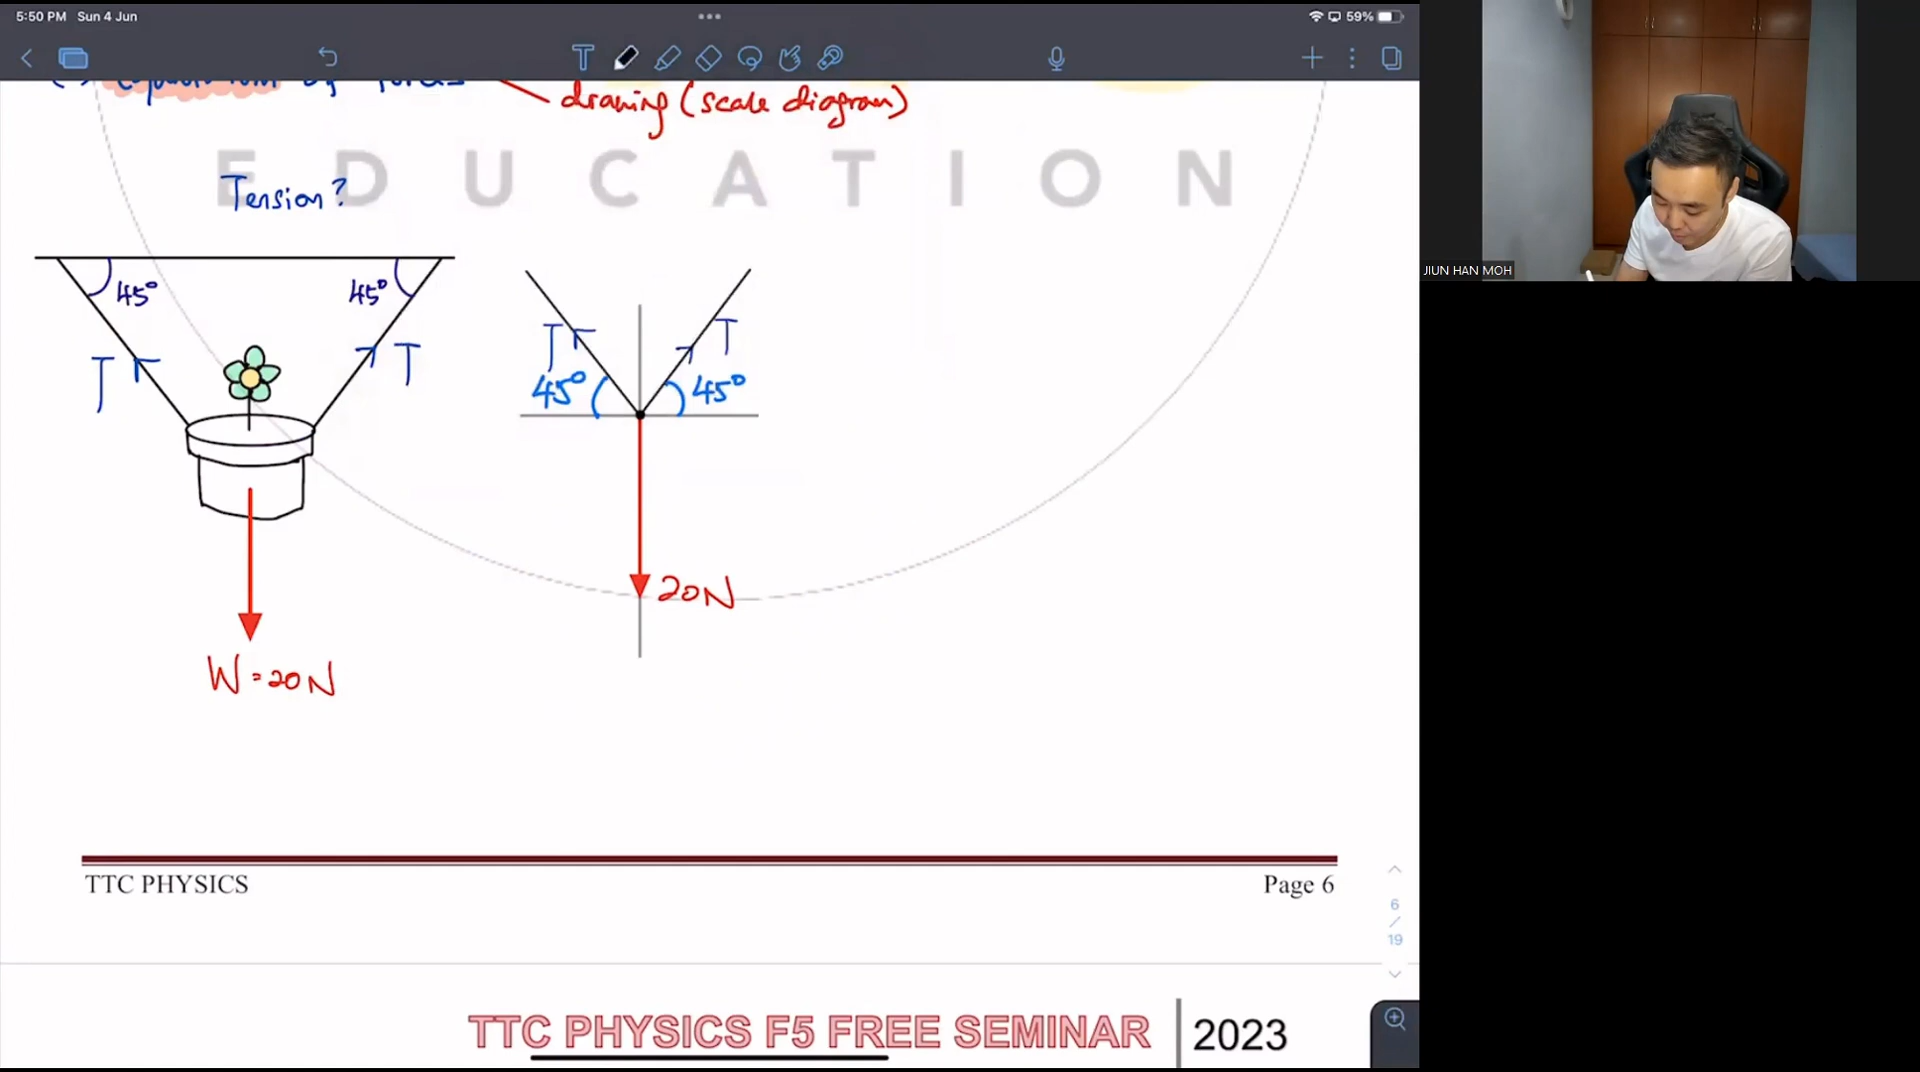 5:50 PM Sun 4 Jun
59%
drawing (scale diagram)
EDUCATION
Tension?
45° 45°
T T
T T
45° 45°
20N
W = 20N
JIUN HAN MOH
TTC PHYSICS Page 6
6
/
19
TTC PHYSICS F5 FREE SEMINAR 2023